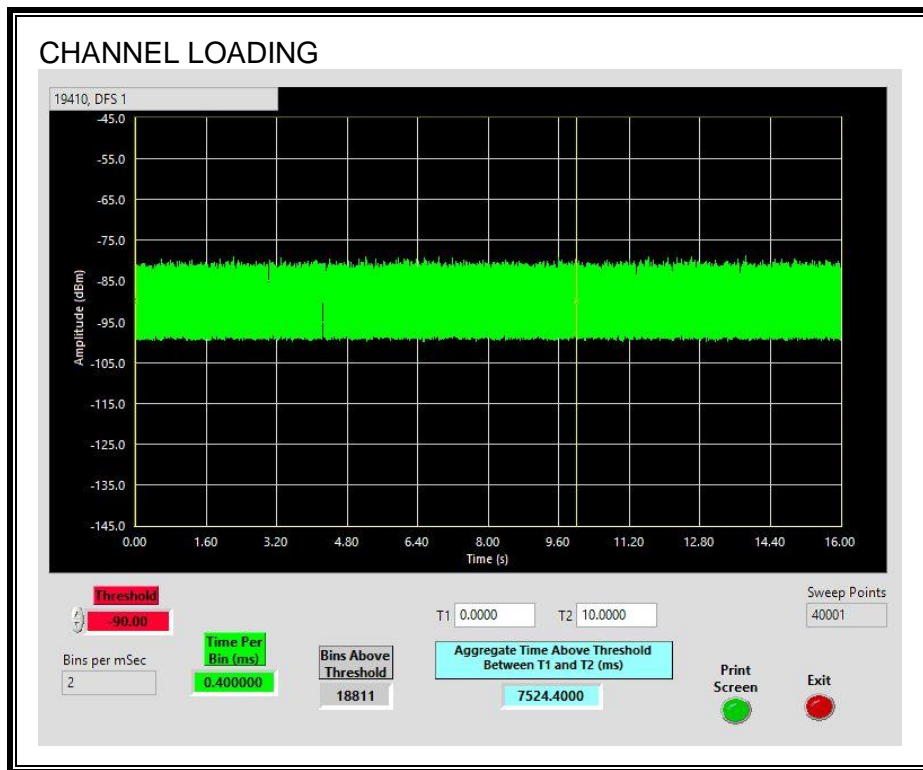 CHANNEL LOADING
19410, DFS 1
Amplitude (dBm)
-45.0
-55.0
-65.0
-75.0
-85.0
-95.0
-105.0
-115.0
-125.0
-135.0
-145.0
0.00 1.60 3.20 4.80 6.40 8.00 9.60 11.20 12.80 14.40 16.00
Time (s)
Threshold
-90.00
Bins per mSec
2
Time Per
Bin (ms)
0.400000
Bins Above
Threshold
18811
T1 0.0000 T2 10.0000
Aggregate Time Above Threshold
Between T1 and T2 (ms)
7524.4000
Sweep Points
40001
Print
Screen
Exit